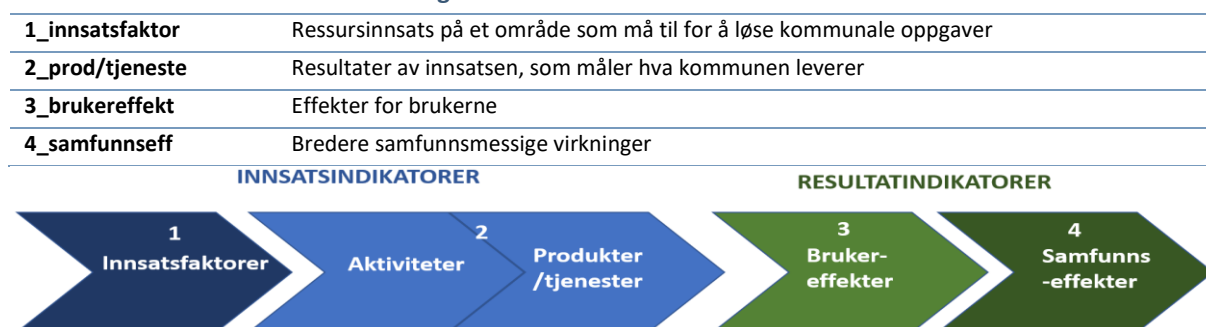 1_innsatsfaktor Ressursinnsats på et område som må til for å løse kommunale oppgaver
2_prod/tjeneste Resultater av innsatsen, som måler hva kommunen leverer
3_brukereffekt Effekter for brukerne
4_samfunnseff Bredere samfunnsmessige virkninger
INNSATSINDIKATORER RESULTATINDIKATORER
1
Innsatsfaktorer
2
Aktiviteter
Produkter
/tjenester
3
Bruker-
effekter
4
Samfunns
-effekter